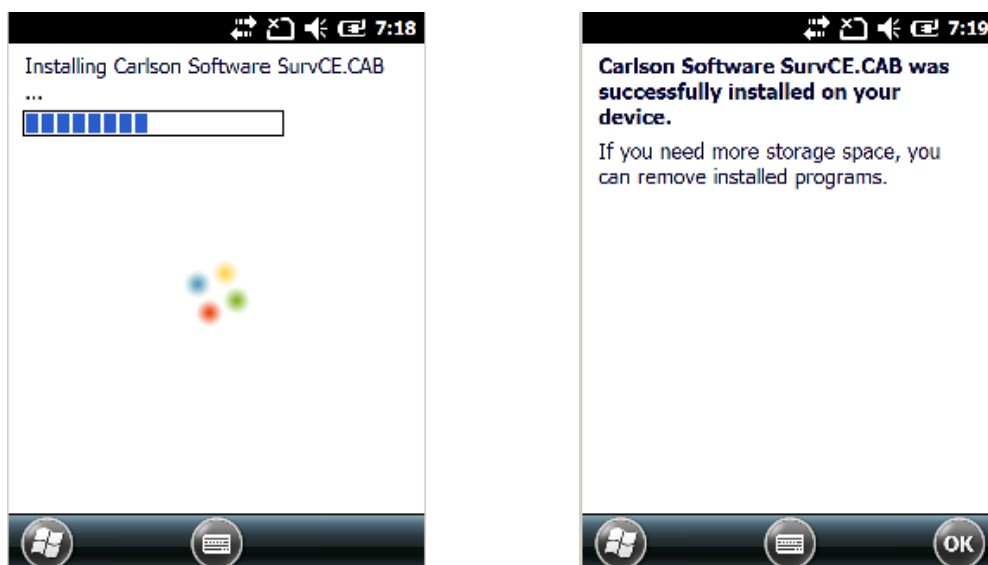 7:18
Installing Carlson Software SurvCE.CAB
...
7:19
Carlson Software SurvCE.CAB was
successfully installed on your
device.
If you need more storage space, you
can remove installed programs.
OK